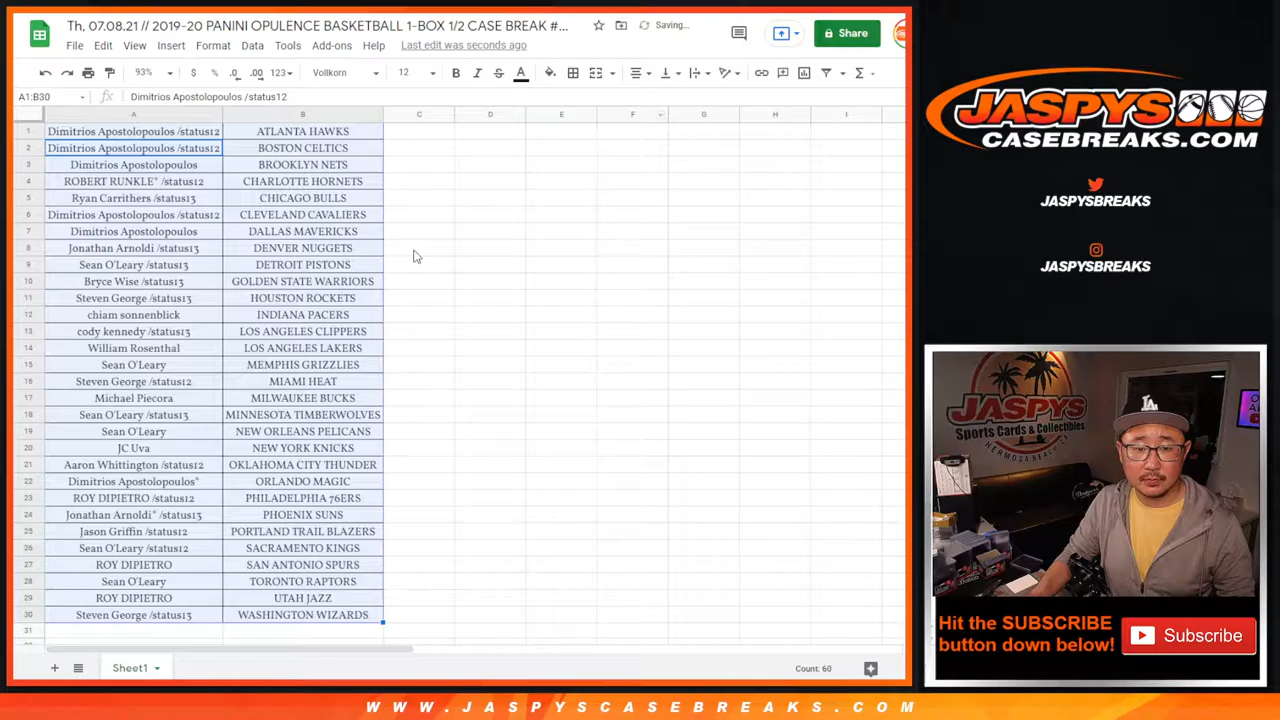 Th, 07.08.21 // 2019-20 PANINI OPULENCE BASKETBALL 1-BOX 1/2 CASE BREAK #...
Saving...
Share
File Edit View Insert Format Data Tools Add-ons Help Last edit was seconds ago
93% $ % .0 .00 123 Vollkorn 12 B I S A
A1:B30 fx Dimitrios Apostolopoulos /status12
A B C D E F G H I
1 Dimitrios Apostolopoulos /status12 ATLANTA HAWKS
2 Dimitrios Apostolopoulos /status12 BOSTON CELTICS
3 Dimitrios Apostolopoulos BROOKLYN NETS
4 ROBERT RUNKLE* /status12 CHARLOTTE HORNETS
5 Ryan Carrithers /status13 CHICAGO BULLS
6 Dimitrios Apostolopoulos /status12 CLEVELAND CAVALIERS
7 Dimitrios Apostolopoulos DALLAS MAVERICKS
8 Jonathan Arnoldi /status13 DENVER NUGGETS
9 Sean O'Leary /status13 DETROIT PISTONS
10 Bryce Wise /status13 GOLDEN STATE WARRIORS
11 Steven George /status13 HOUSTON ROCKETS
12 chiam sonnenblick INDIANA PACERS
13 cody kennedy /status13 LOS ANGELES CLIPPERS
14 William Rosenthal LOS ANGELES LAKERS
15 Sean O'Leary MEMPHIS GRIZZLIES
16 Steven George /status12 MIAMI HEAT
17 Michael Piecora MILWAUKEE BUCKS
18 Sean O'Leary /status13 MINNESOTA TIMBERWOLVES
19 Sean O'Leary NEW ORLEANS PELICANS
20 JC Uva NEW YORK KNICKS
21 Aaron Whittington /status12 OKLAHOMA CITY THUNDER
22 Dimitrios Apostolopoulos* ORLANDO MAGIC
23 ROY DIPIETRO /status12 PHILADELPHIA 76ERS
24 Jonathan Arnoldi* /status13 PHOENIX SUNS
25 Jason Griffin /status12 PORTLAND TRAIL BLAZERS
26 Sean O'Leary /status12 SACRAMENTO KINGS
27 ROY DIPIETRO SAN ANTONIO SPURS
28 Sean O'Leary TORONTO RAPTORS
29 ROY DIPIETRO UTAH JAZZ
30 Steven George /status13 WASHINGTON WIZARDS
31
Sheet1
Count: 60
JASPYS
CASEBREAKS.COM
JASPYSBREAKS
JASPYSBREAKS
JASPYS
Sports Cards & Collectibles
HERMOSA BEACH
LA
Hit the SUBSCRIBE
button down below!
Subscribe
WWW.JASPYSCASEBREAKS.COM